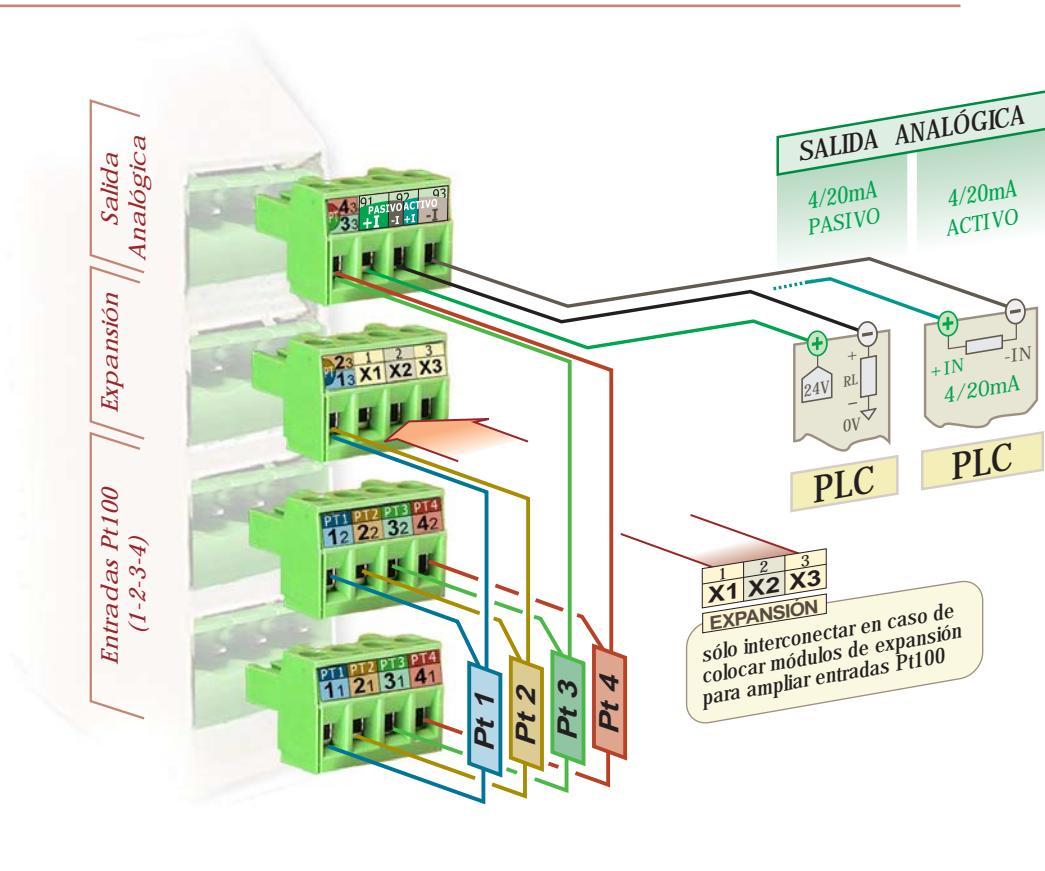 Salida
Analógica
Expansión
Entradas Pt100
(1-2-3-4)
PT
43
33
91 92 93
PASIVO ACTIVO
+I -I +I -I
PT
23
13
1 2 3
X1 X2 X3
PT1 PT2 PT3 PT4
12 22 32 42
PT1 PT2 PT3 PT4
11 21 31 41
Pt 1
Pt 2
Pt 3
Pt 4
SALIDA ANALÓGICA
4/20mA
PASIVO
4/20mA
ACTIVO
+ −
24V
+
RL
−
0V
PLC
+ −
+IN -IN
4/20mA
PLC
1 2 3
X1 X2 X3
EXPANSIÓN
sólo interconectar en caso de
colocar módulos de expansión
para ampliar entradas Pt100